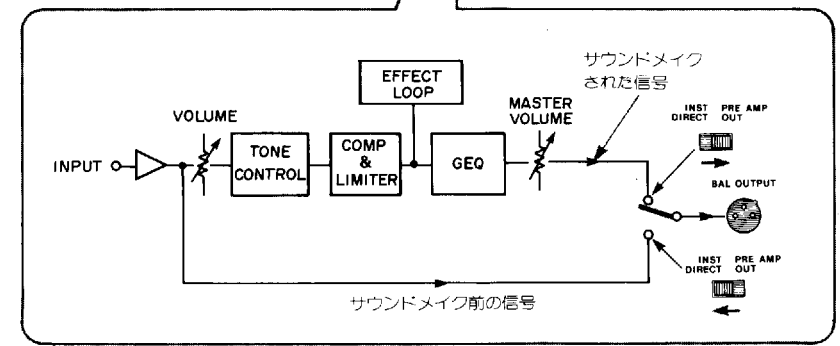 サウンドメイク
された信号
EFFECT
LOOP
VOLUME
MASTER
VOLUME
INST PRE AMP
DIRECT OUT
INPUT
TONE
CONTROL
COMP
&
LIMITER
GEQ
BAL OUTPUT
INST PRE AMP
DIRECT OUT
サウンドメイク前の信号